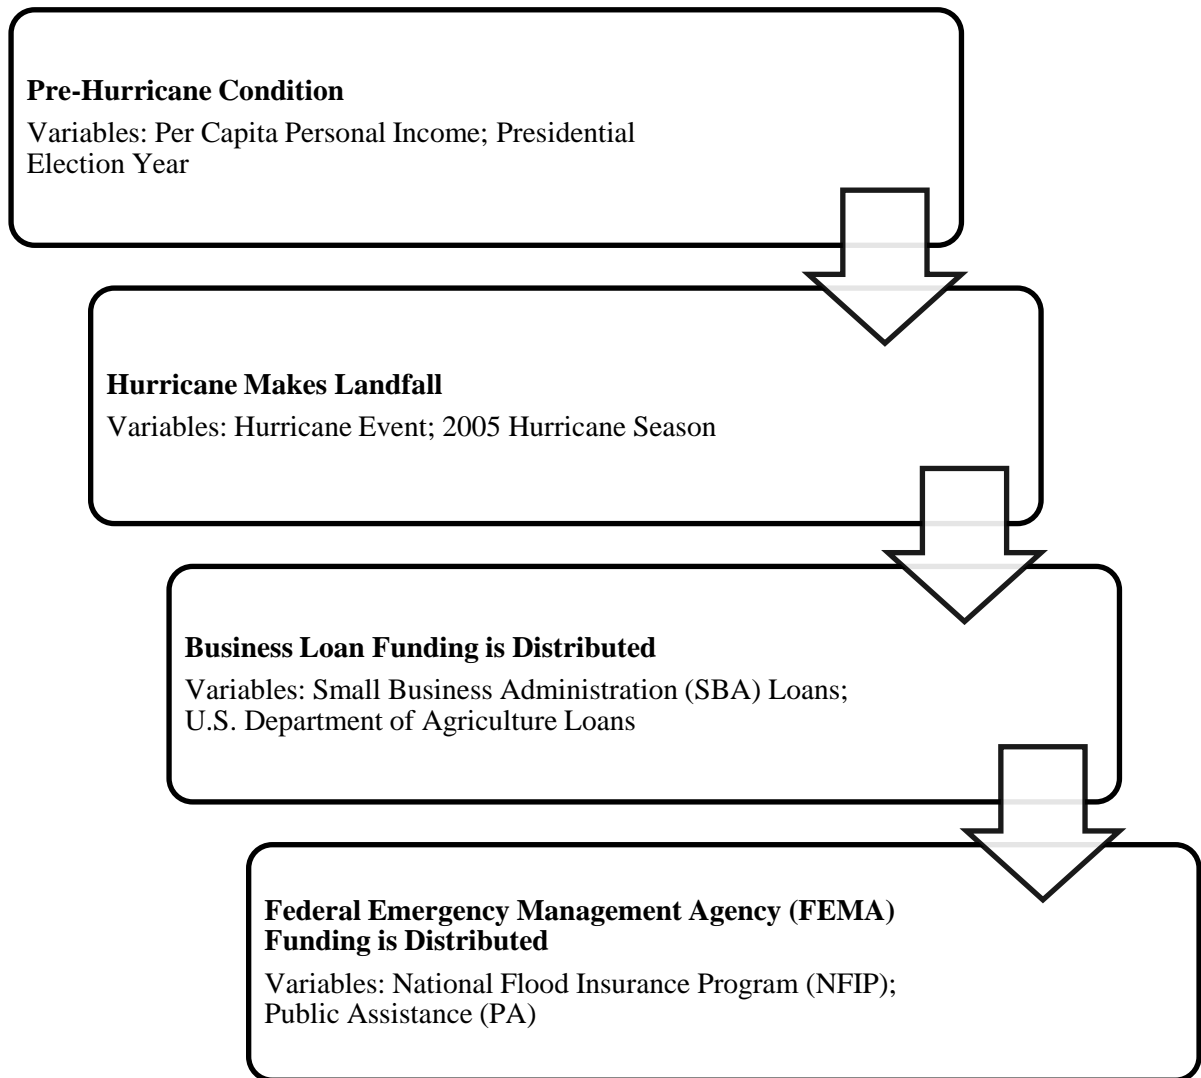 Pre-Hurricane Condition
Variables: Per Capita Personal Income; Presidential
Election Year
Hurricane Makes Landfall
Variables: Hurricane Event; 2005 Hurricane Season
Business Loan Funding is Distributed
Variables: Small Business Administration (SBA) Loans;
U.S. Department of Agriculture Loans
Federal Emergency Management Agency (FEMA)
Funding is Distributed
Variables: National Flood Insurance Program (NFIP);
Public Assistance (PA)